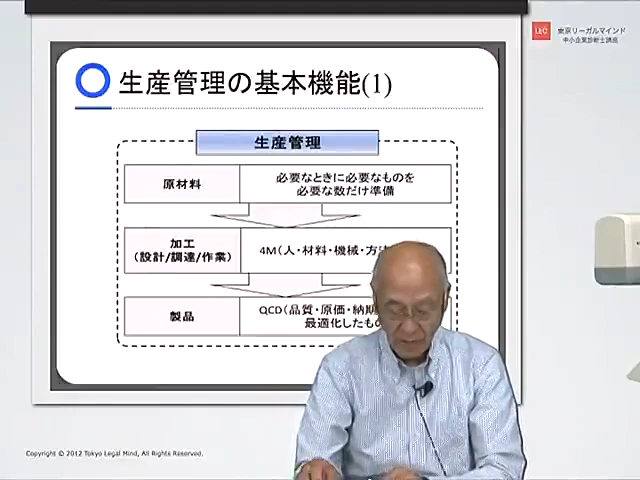 LEC 東京リーガルマインド
中小企業診断士講座
生産管理の基本機能(1)
生産管理
原材料
必要なときに必要なものを
必要な数だけ準備
加工
(設計/調達/作業)
4M(人・材料・機械・方
製品
QCD(品質・原価・納期
最適化したもの
Copyright © 2012 Tokyo Legal Mind, All Rights Reserved.